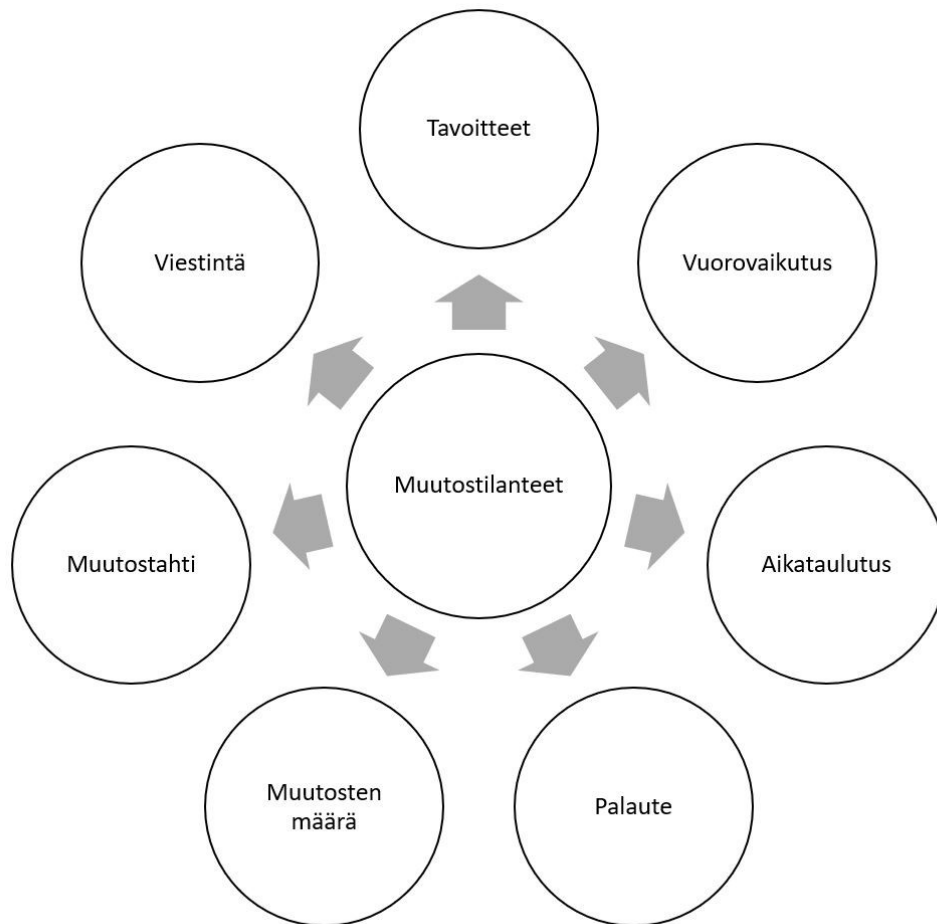 Tavoitteet
Vuorovaikutus
Aikataulutus
Palaute
Muutosten
määrä
Muutostahti
Viestintä
Muutostilanteet